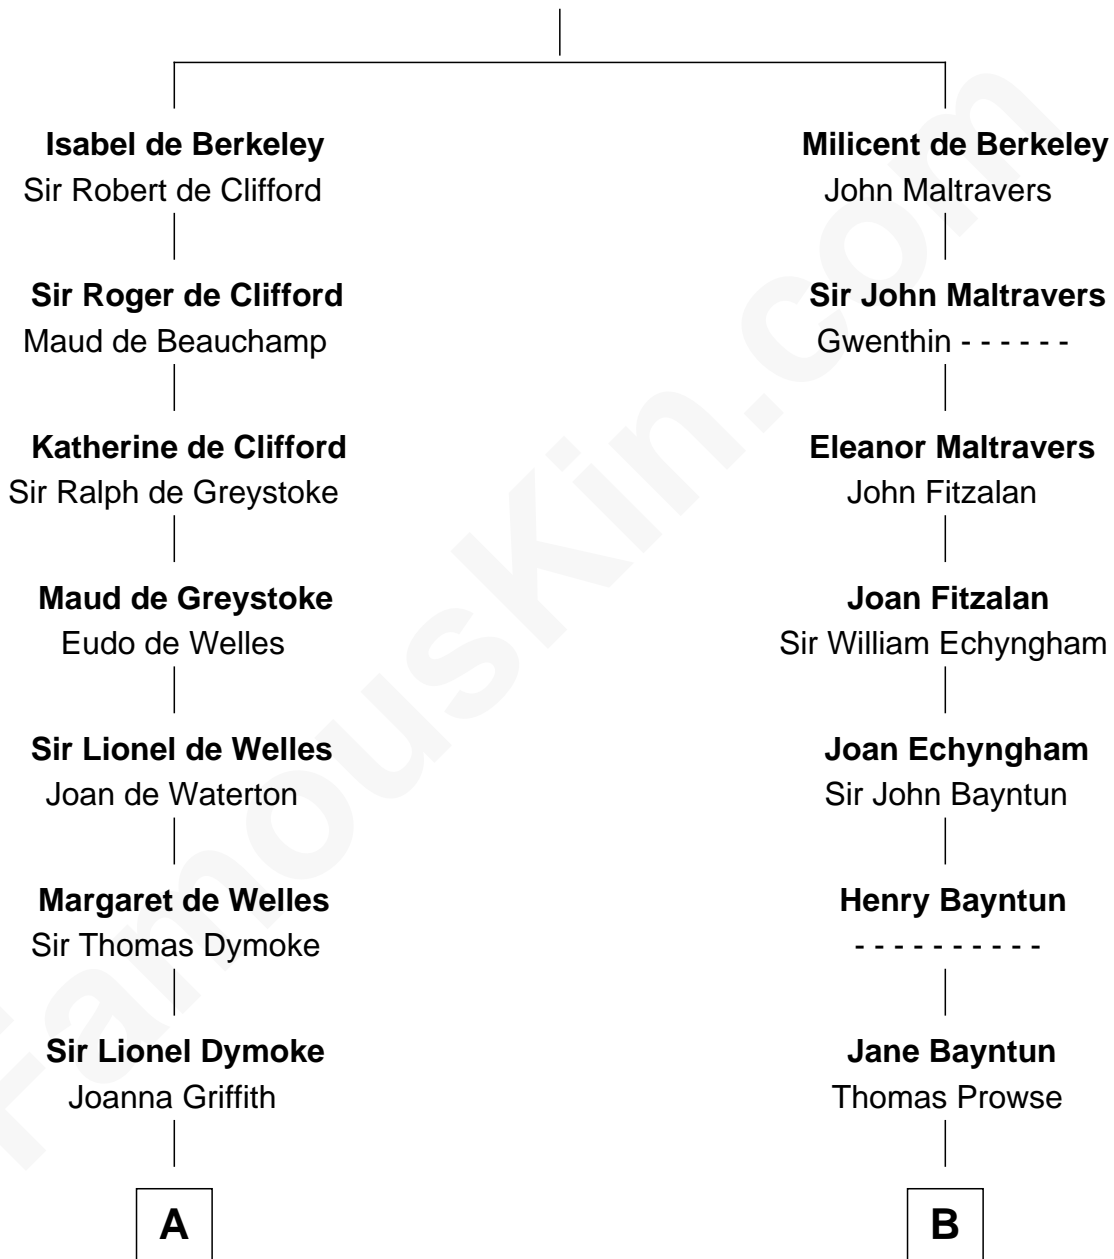 Isabel de Berkeley
Sir Robert de Clifford
Sir Roger de Clifford
Maud de Beauchamp
Katherine de Clifford
Sir Ralph de Greystoke
Maud de Greystoke
Eudo de Welles
Sir Lionel de Welles
Joan de Waterton
Margaret de Welles
Sir Thomas Dymoke
Sir Lionel Dymoke
Joanna Griffith
A
Milicent de Berkeley
John Maltravers
Sir John Maltravers
Gwenthin - - - - - -
Eleanor Maltravers
John Fitzalan
Joan Fitzalan
Sir William Echyngham
Joan Echyngham
Sir John Bayntun
Henry Bayntun
- - - - - - - - - -
Jane Bayntun
Thomas Prowse
B
FamousKin.com